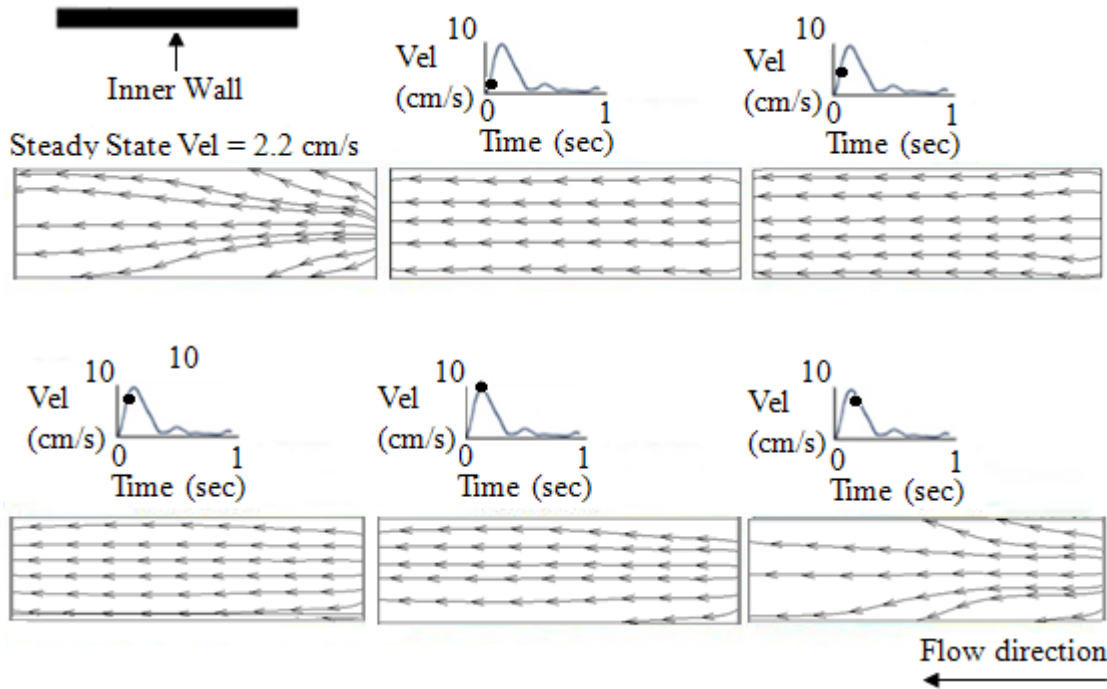 Inner Wall
Steady State Vel = 2.2 cm/s
10
Vel
(cm/s)
0 1
Time (sec)
10
Vel
(cm/s)
0 1
Time (sec)
10
10
Vel
(cm/s)
0 1
Time (sec)
10
Vel
(cm/s)
0 1
Time (sec)
10
Vel
(cm/s)
0 1
Time (sec)
Flow direction